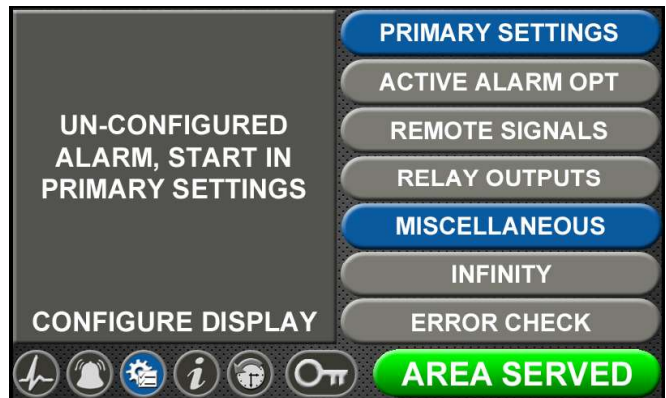 UN-CONFIGURED
ALARM, START IN
PRIMARY SETTINGS
CONFIGURE DISPLAY
PRIMARY SETTINGS
ACTIVE ALARM OPT
REMOTE SIGNALS
RELAY OUTPUTS
MISCELLANEOUS
INFINITY
ERROR CHECK
i
AREA SERVED